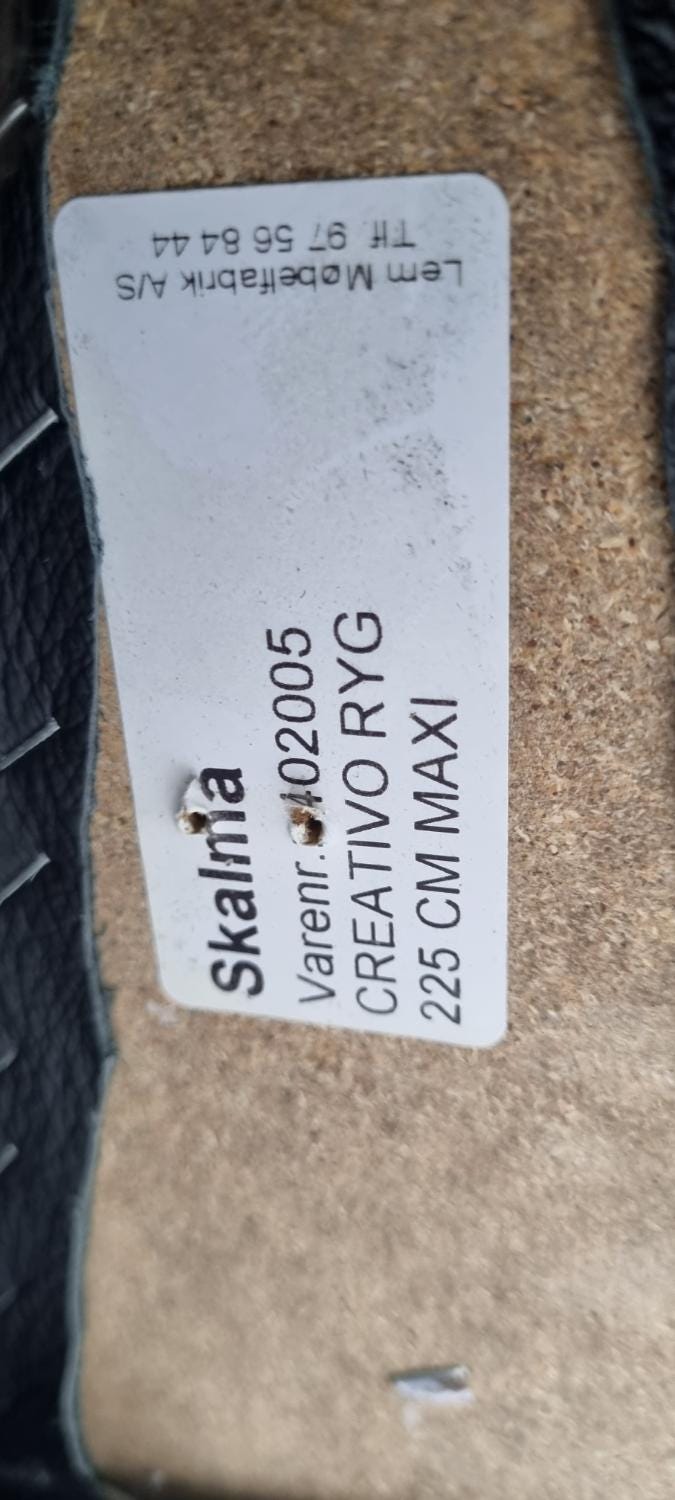 Skalma
Varenr. 402005
CREATIVO RYG
225 CM MAXI
Lem Møbelfabrik A/S
Tlf. 97 56 84 44